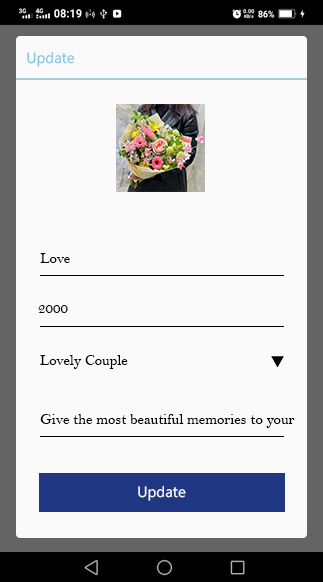 3G 4G 08:19 0.00 KB/s 86%
Update
Love
2000
Lovely Couple
Give the most beautiful memories to your
Update